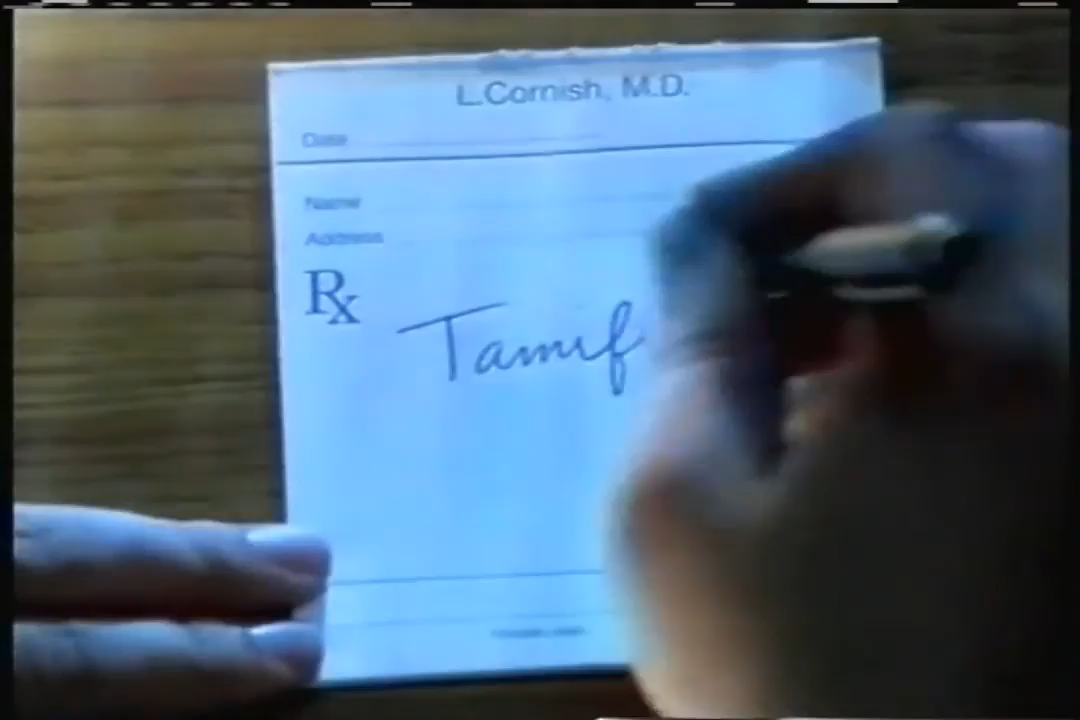 L.Cornish, M.D.
Date
Name
Address
Rx
Tamif